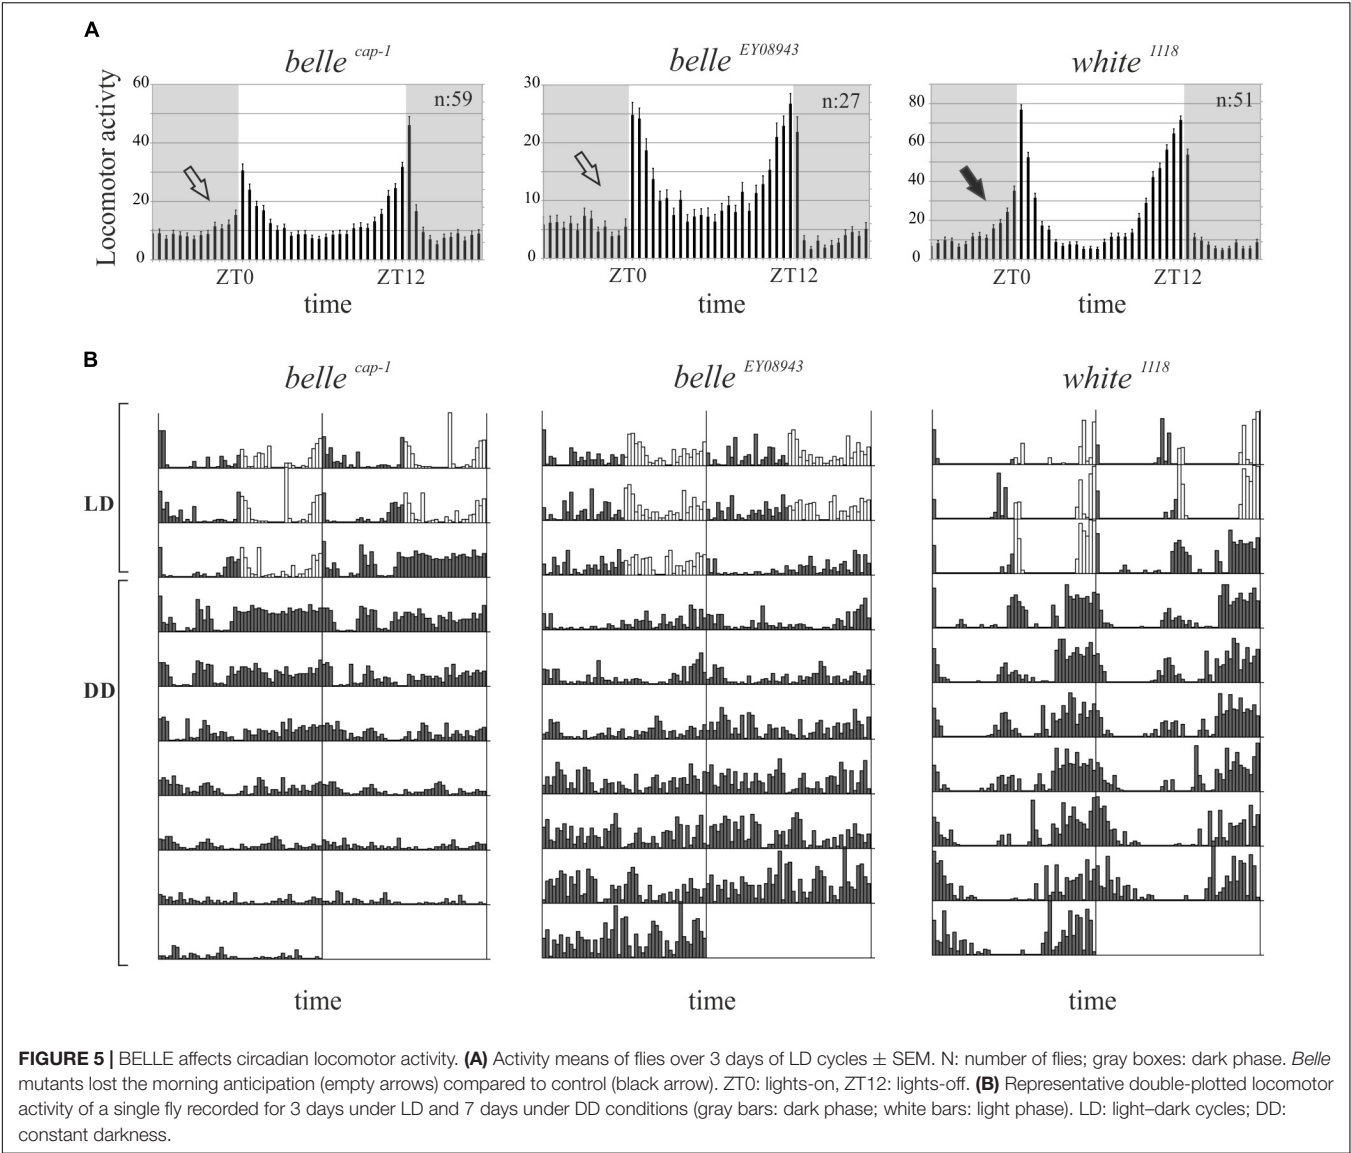 A
belle cap-1
belle EY08943
white 1118
Locomotor activty
60
40
20
0
n:59
ZT0
ZT12
time
30
20
10
0
n:27
ZT0
ZT12
time
80
60
40
20
0
n:51
ZT0
ZT12
time
B
belle cap-1
belle EY08943
white 1118
LD
DD
time
time
time
FIGURE 5 | BELLE affects circadian locomotor activity. (A) Activity means of flies over 3 days of LD cycles ± SEM. N: number of flies; gray boxes: dark phase. Belle
mutants lost the morning anticipation (empty arrows) compared to control (black arrow). ZT0: lights-on, ZT12: lights-off. (B) Representative double-plotted locomotor
activity of a single fly recorded for 3 days under LD and 7 days under DD conditions (gray bars: dark phase; white bars: light phase). LD: light–dark cycles; DD:
constant darkness.